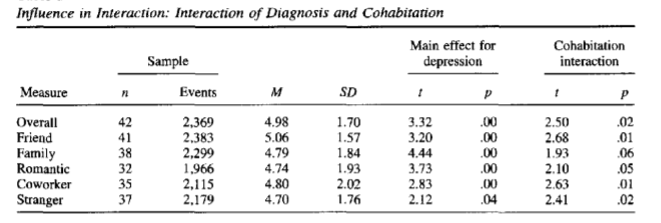 Influence in Interaction: Interaction of Diagnosis and Cohabitation
Sample Main effect for depression Cohabitation interaction
Measure n Events M SD t p t p
Overall 42 2,369 4.98 1.70 3.32 .00 2.50 .02
Friend 41 2,383 5.06 1.57 3.20 .00 2.68 .01
Family 38 2,299 4.79 1.84 4.44 .00 1.93 .06
Romantic 32 1,966 4.74 1.93 3.73 .00 2.10 .05
Coworker 35 2,115 4.80 2.02 2.83 .00 2.63 .01
Stranger 37 2,179 4.70 1.76 2.12 .04 2.41 .02